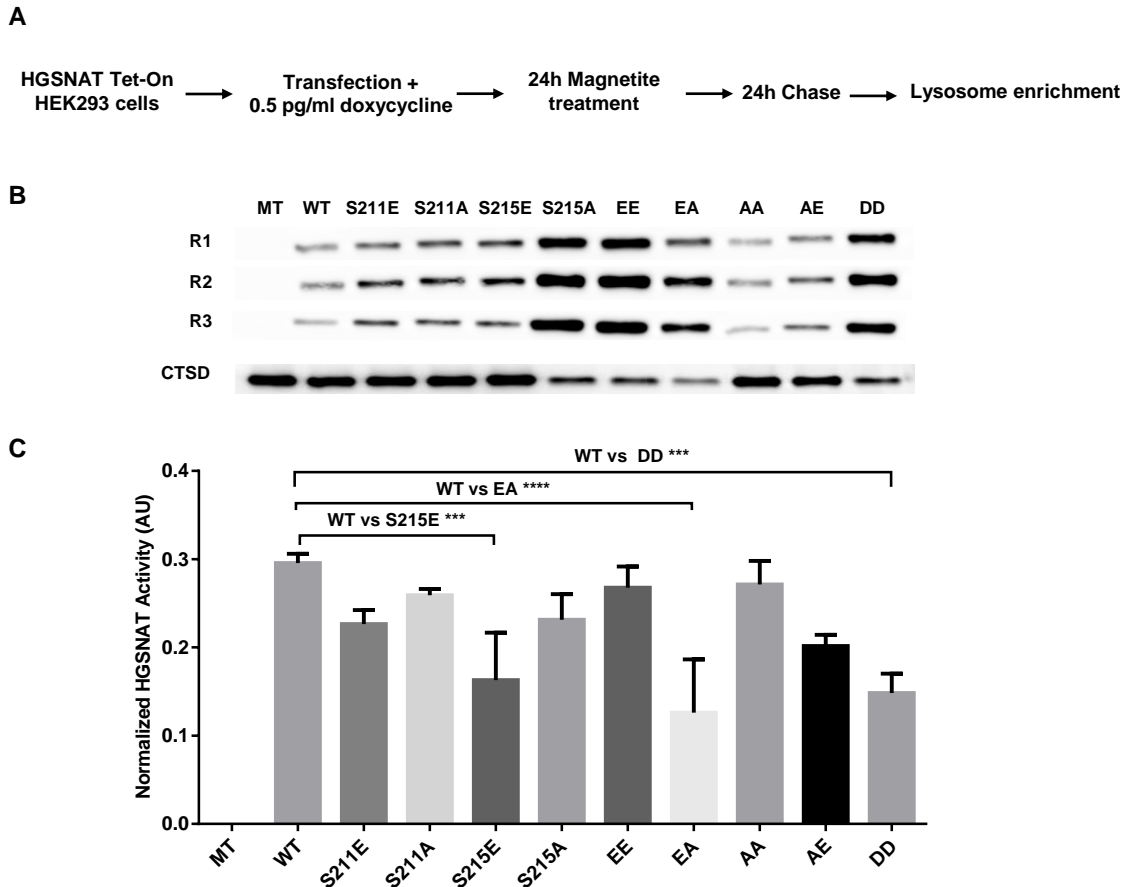 A
HGSNAT Tet-On
HEK293 cells
Transfection +
0.5 pg/ml doxycycline
24h Magnetite
treatment
24h Chase
Lysosome enrichment
B
MT WT S211E S211A S215E S215A EE EA AA AE DD
R1
R2
R3
CTSD
C
Normalized HGSNAT Activity (AU)
0.4
0.3
0.2
0.1
0.0
WT vs DD ***
WT vs EA ****
WT vs S215E ***
MT WT S211E S211A S215E S215A EE EA AA AE DD